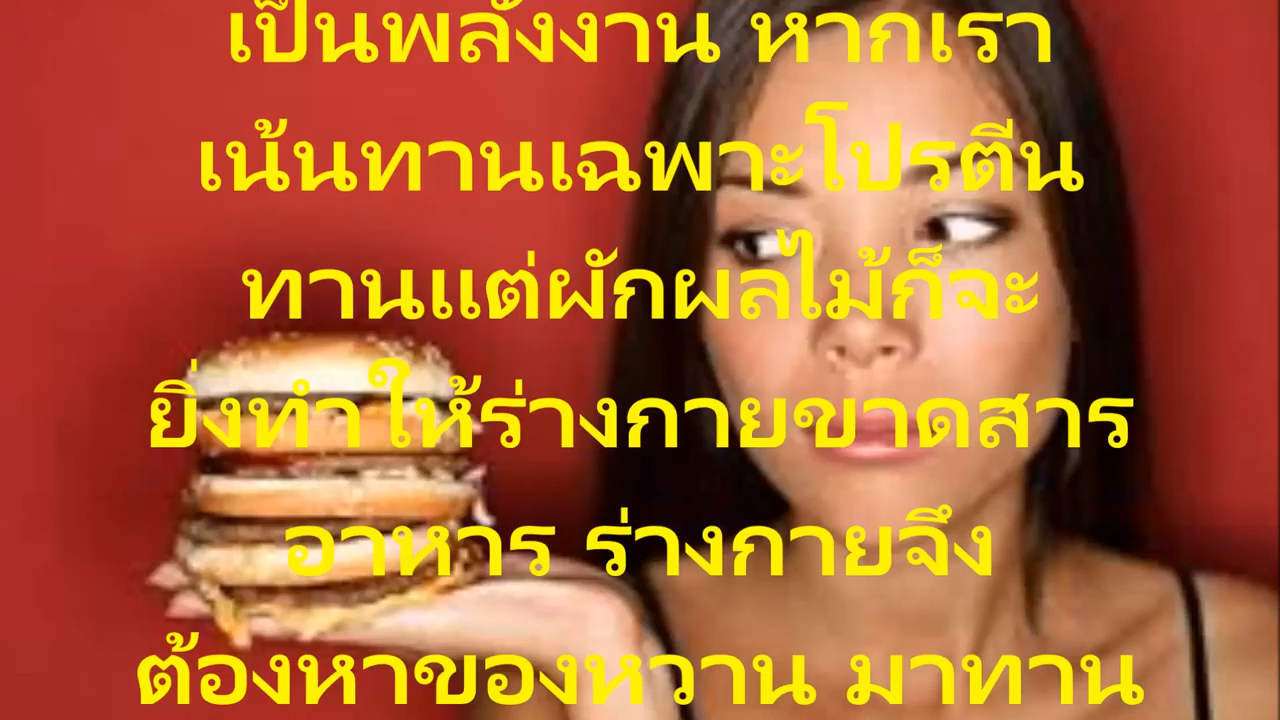 เป็นพลังงาน หากเรา
เน้นทานเฉพาะโปรตีน
ทานแต่ผักผลไม้ก็จะ
ยิ่งทำให้ร่างกายขาดสาร
อาหาร ร่างกายจึง
ต้องหาของหวาน มาทาน